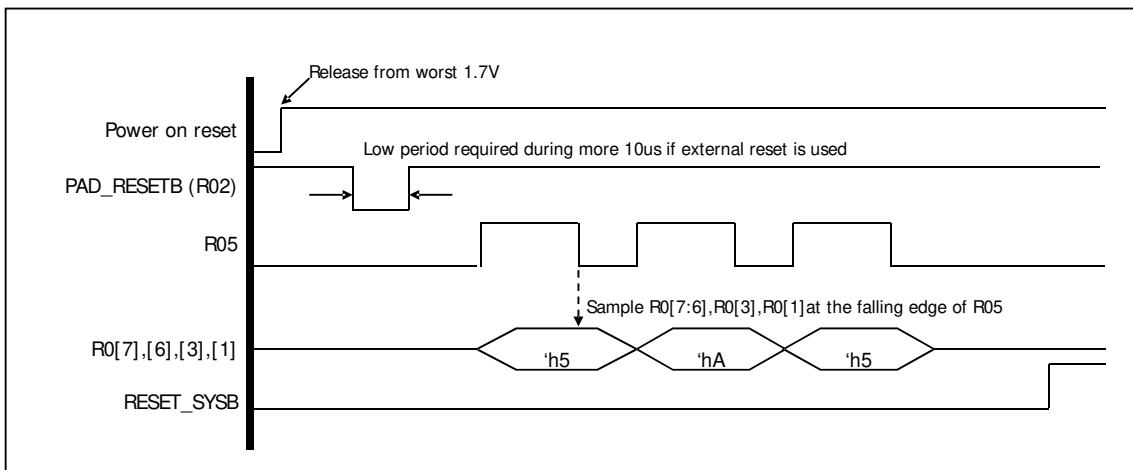 Release from worst 1.7V
Power on reset
Low period required during more 10us if external reset is used
PAD_RESETB (R02)
R05
Sample R0[7:6],R0[3],R0[1]at the falling edge of R05
R0[7],[6],[3],[1]
‘h5
‘hA
‘h5
RESET_SYSB